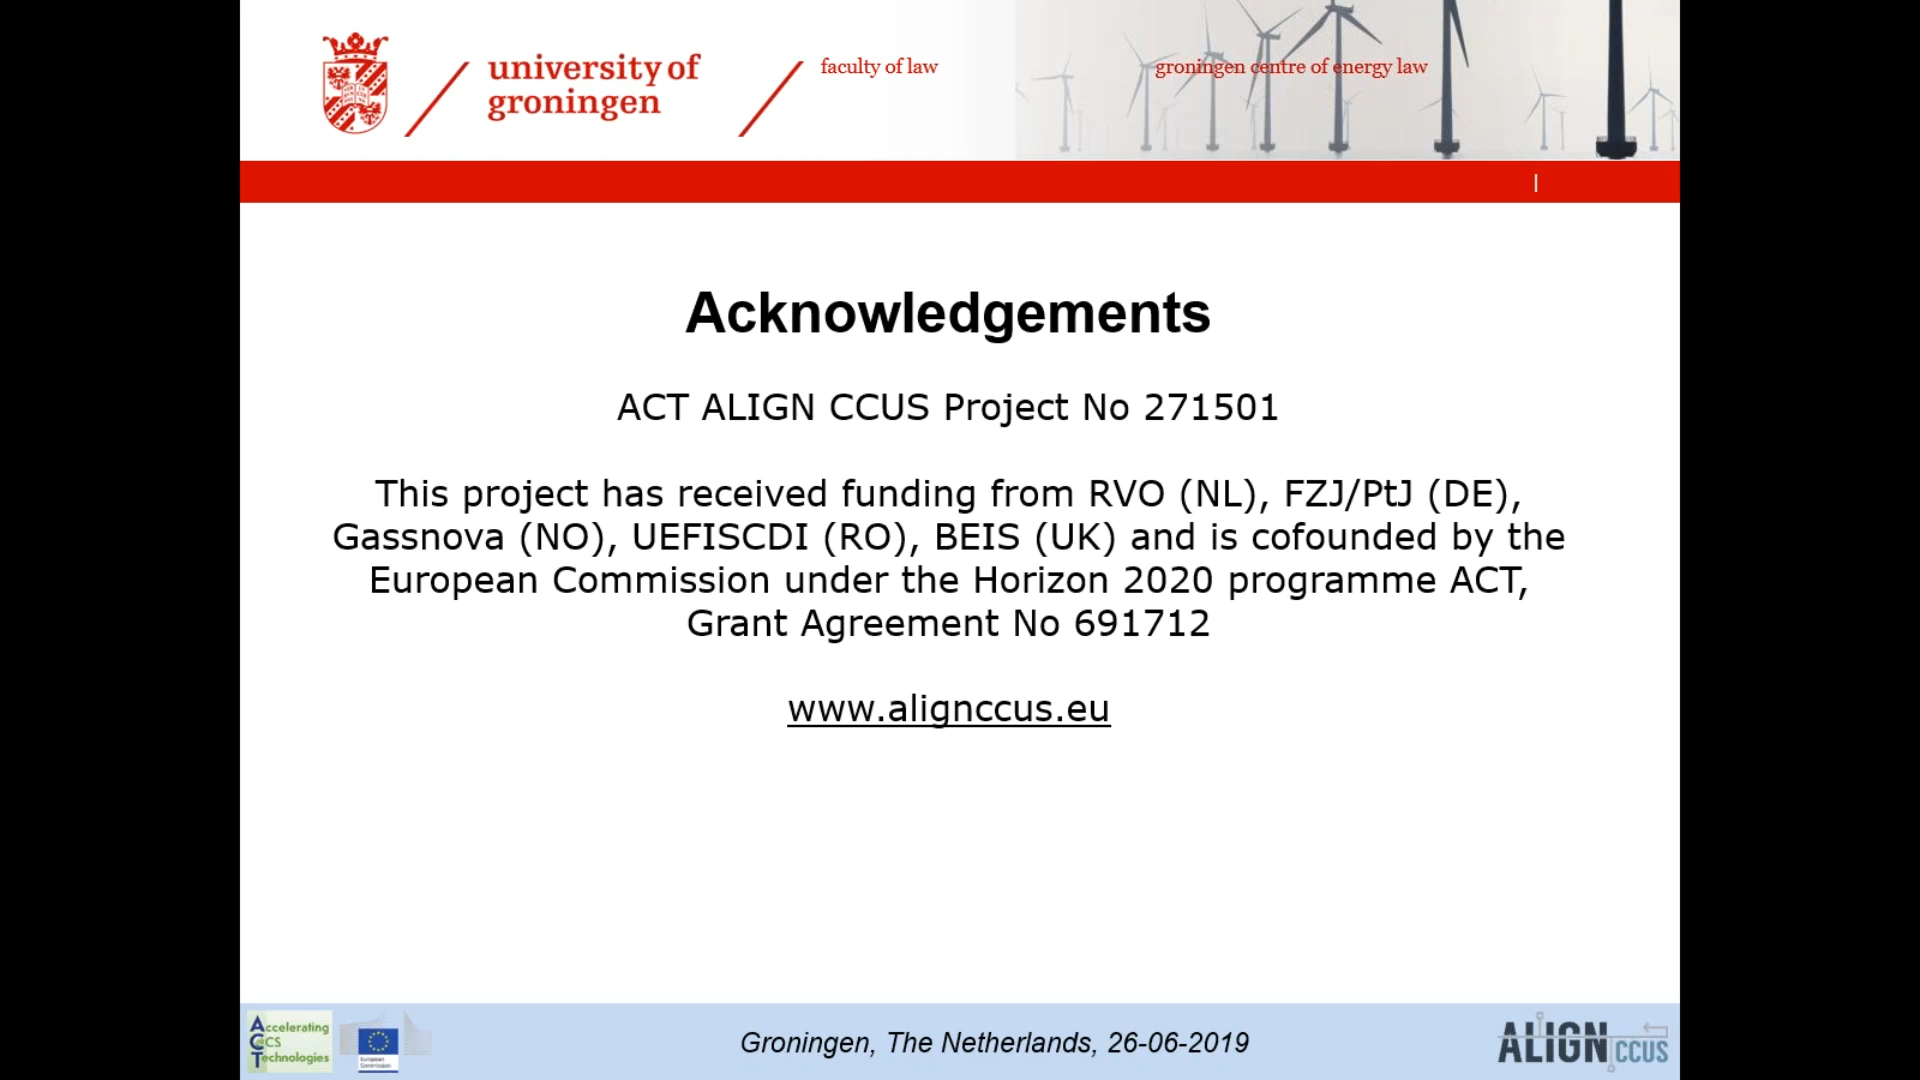 university of
groningen
faculty of law
groningen centre of energy law
|
Acknowledgements
ACT ALIGN CCUS Project No 271501
This project has received funding from RVO (NL), FZJ/PtJ (DE),
Gassnova (NO), UEFISCDI (RO), BEIS (UK) and is cofounded by the
European Commission under the Horizon 2020 programme ACT,
Grant Agreement No 691712
www.alignccus.eu
Accelerating
CCS
Technologies
European
Commission
Groningen, The Netherlands, 26-06-2019
ALIGN CCUS